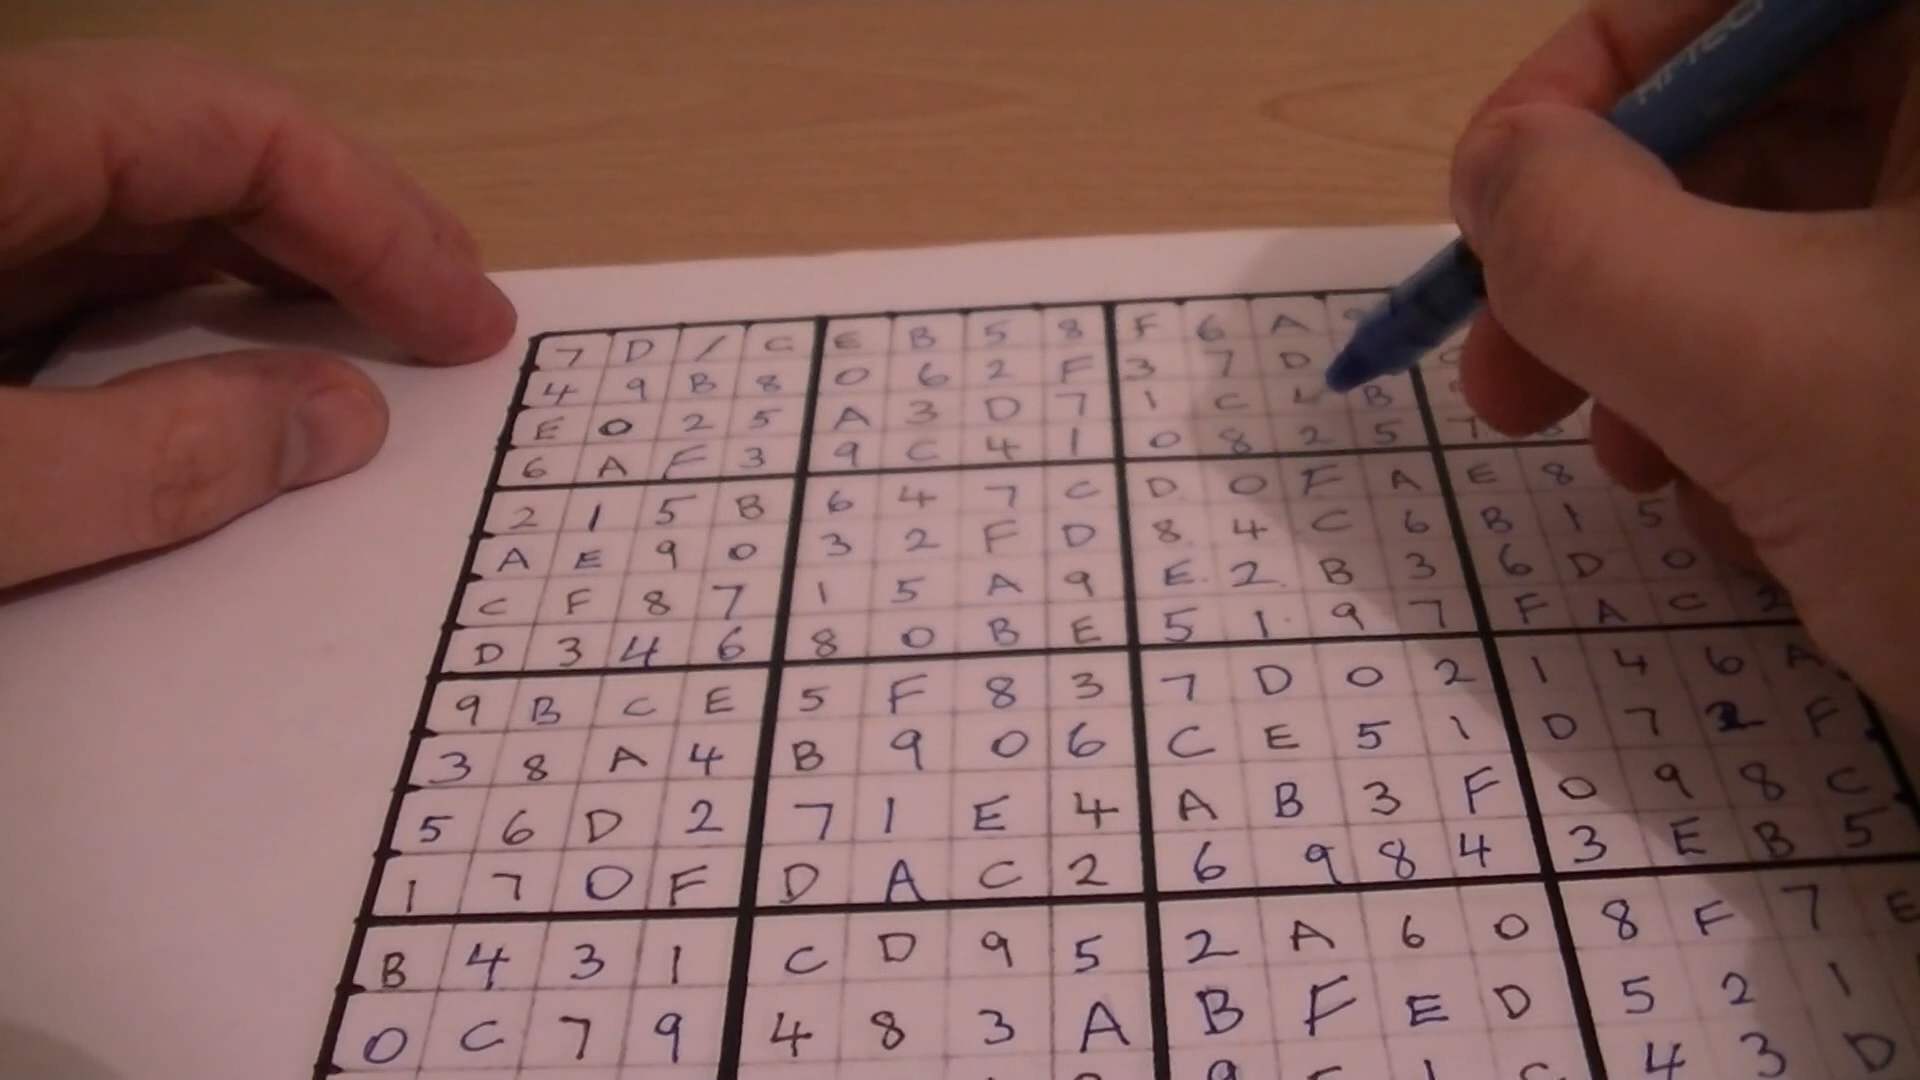 7 D / C E B 5 8 F 6 A
4 9 B 8 0 6 2 F 3 7 D
E 0 2 5 A 3 D 7 1 C 4 B
6 A F 3 9 C 4 1 0 8 2 5 7
2 1 5 B 6 4 7 C D 0 F A E 8
A E 9 0 3 2 F D 8 4 C 6 B 1 5
C F 8 7 1 5 A 9 E 2 B 3 6 D 0
D 3 4 6 8 0 B E 5 1 9 7 F A C 2
9 B C E 5 F 8 3 7 D 0 2 1 4 6 A
3 8 A 4 B 9 0 6 C E 5 1 D 7 2 F
5 6 D 2 7 1 E 4 A B 3 F 0 9 8 C
1 7 0 F D A C 2 6 9 8 4 3 E B 5
B 4 3 1 C D 9 5 2 A 6 0 8 F 7 E
0 C 7 9 4 8 3 A B F E D 5 2 1
4 3 D